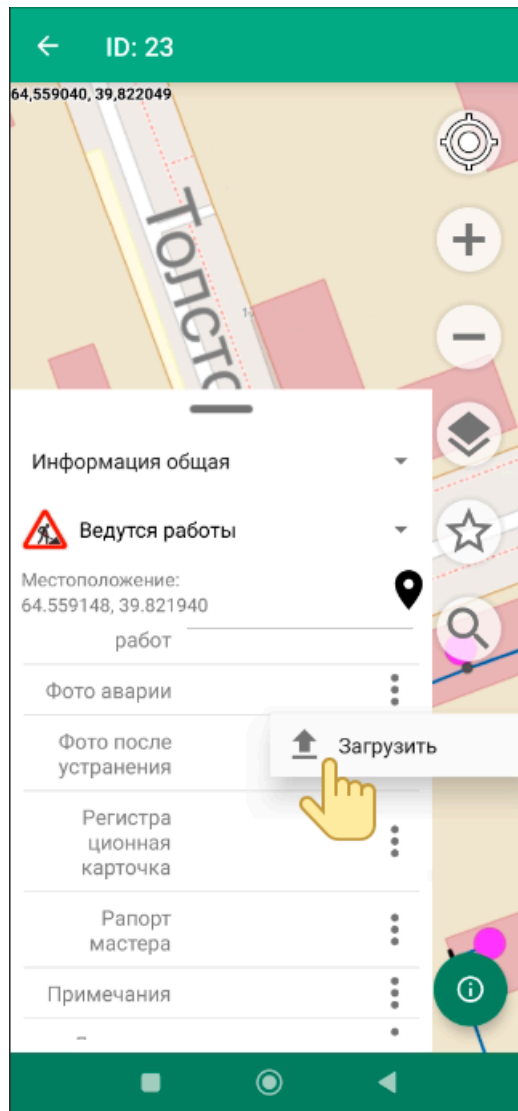 ID: 23
64,559040, 39,822049
Толсто
Информация общая
Ведутся работы
Местоположение:
64.559148, 39.821940
работ
Фото аварии
Фото после
устранения
Загрузить
Регистра
ционная
карточка
Рапорт
мастера
Примечания